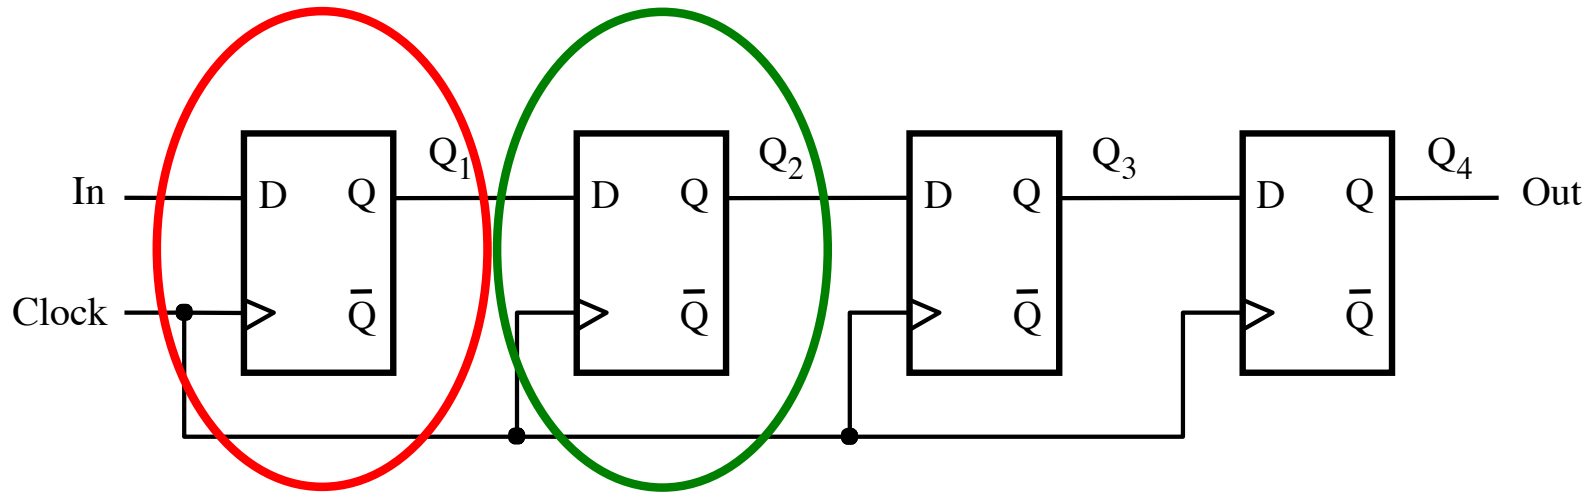 Q₁ Q₂ Q₃ Q₄
In D Q D Q D Q D Q Out
Clock Q̅ Q̅ Q̅ Q̅